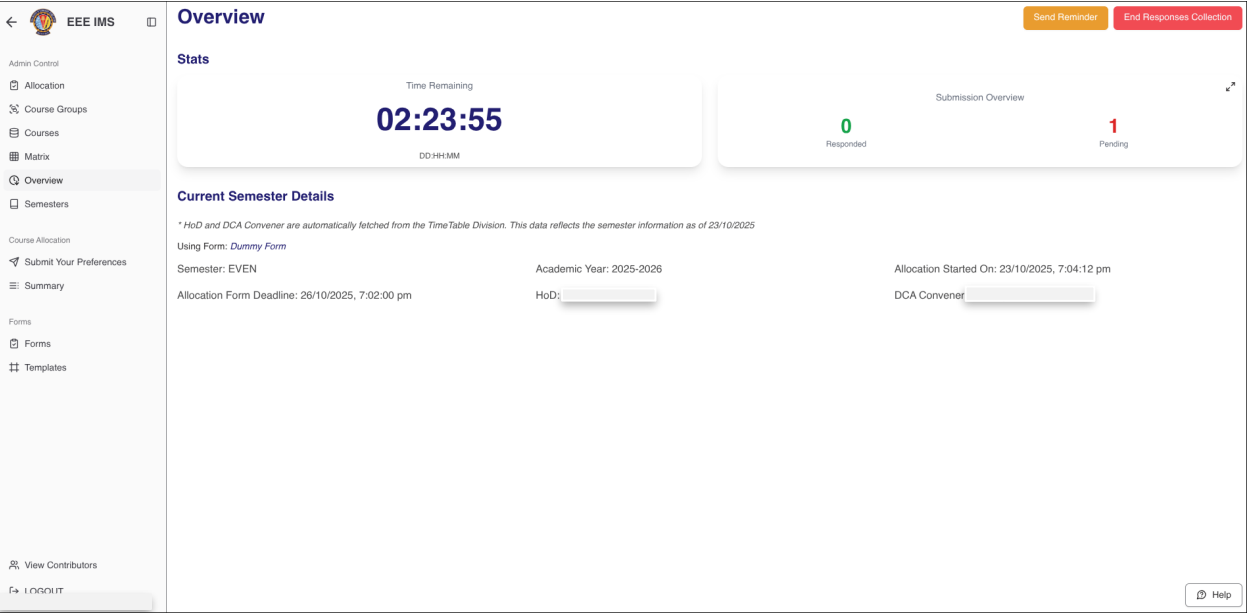 EEE IMS
Admin Control
Allocation
Course Groups
Courses
Matrix
Overview
Semesters
Course Allocation
Submit Your Preferences
Summary
Forms
Forms
Templates
View Contributors
LOGOUT
Overview
Send Reminder
End Responses Collection
Stats
Time Remaining
02:23:55
DD:HH:MM
Submission Overview
0
Responded
1
Pending
Current Semester Details
* HoD and DCA Convener are automatically fetched from the TimeTable Division. This data reflects the semester information as of 23/10/2025
Using Form: Dummy Form
Semester: EVEN
Academic Year: 2025-2026
Allocation Started On: 23/10/2025, 7:04:12 pm
Allocation Form Deadline: 26/10/2025, 7:02:00 pm
HoD:
DCA Convener
Help